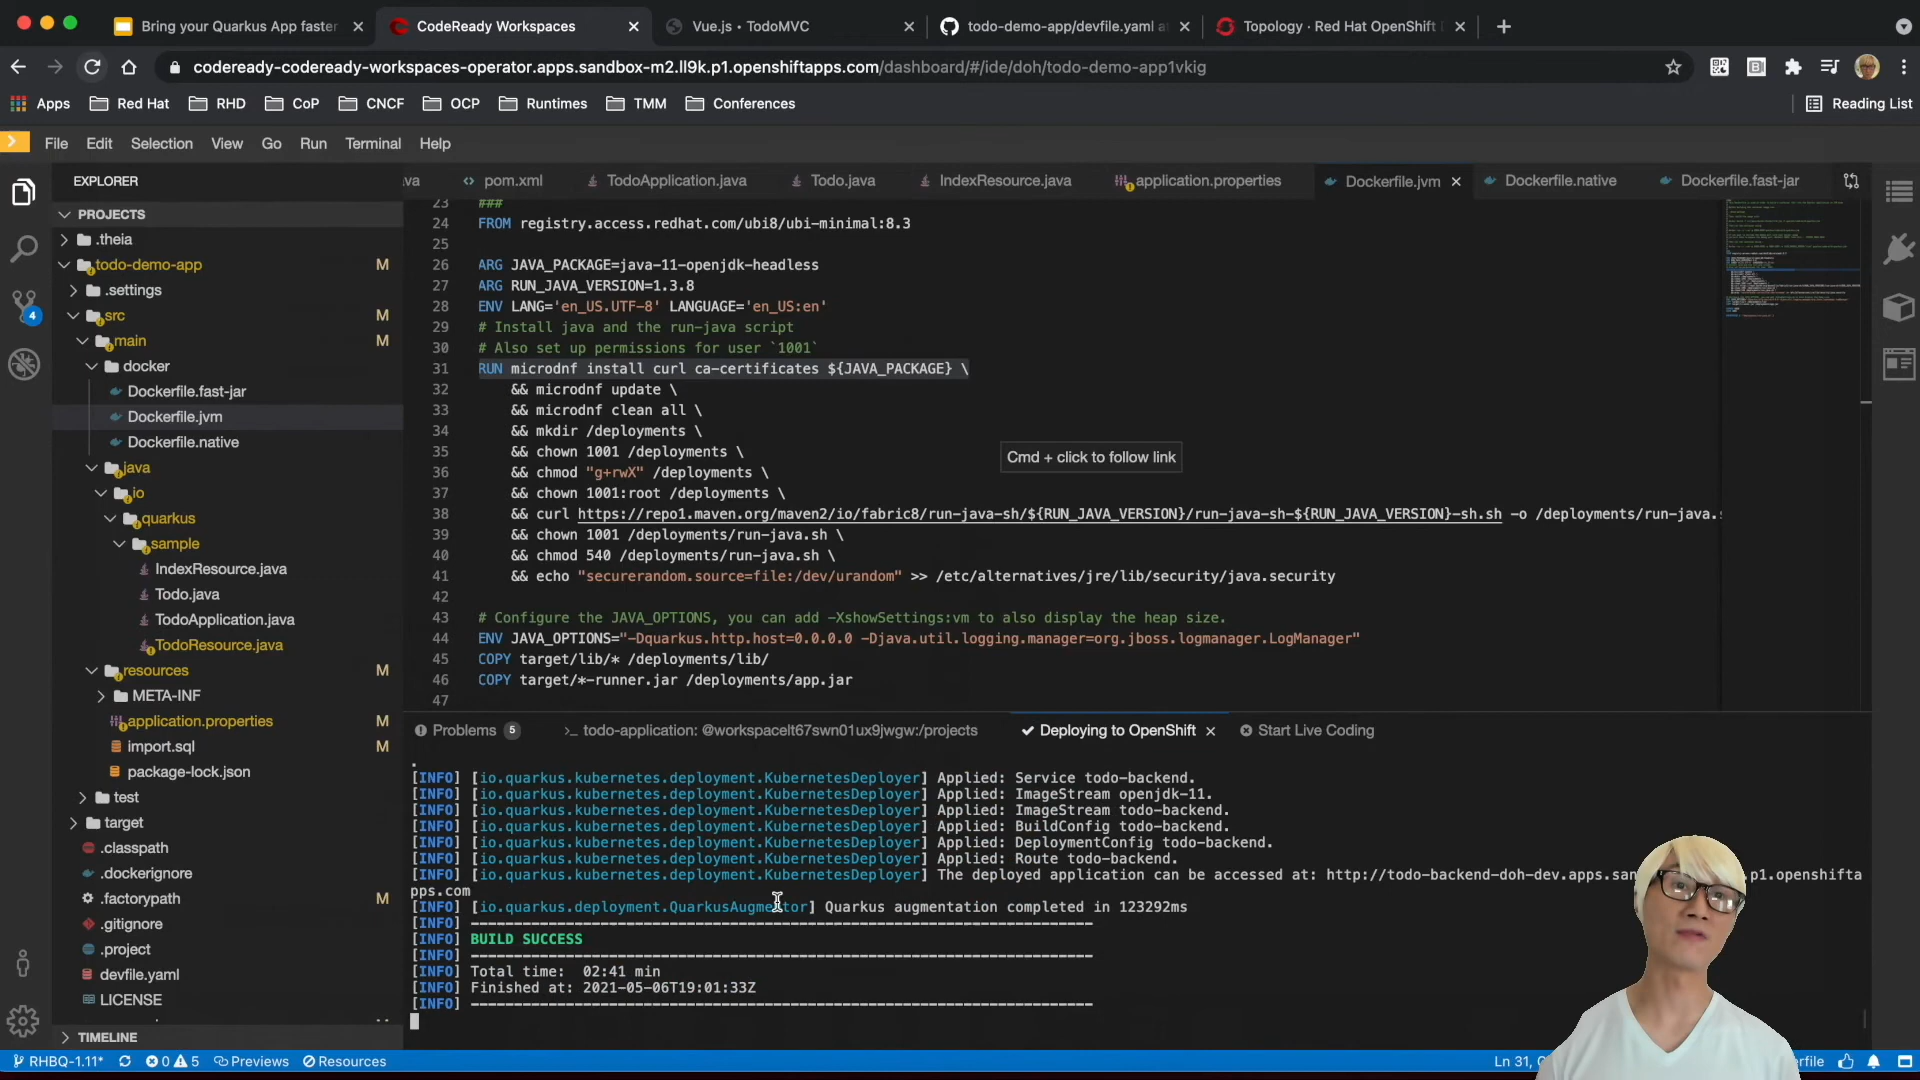 Bring your Quarkus App faster
CodeReady Workspaces
Vue.js • TodoMVC
todo-demo-app/devfile.yaml at
Topology · Red Hat OpenShift
codeready-codeready-workspaces-operator.apps.sandbox-m2.ll9k.p1.openshiftapps.com/dashboard/#/ide/doh/todo-demo-app1vkig
Apps
Red Hat
RHD
CoP
CNCF
OCP
Runtimes
TMM
Conferences
Reading List
File Edit Selection View Go Run Terminal Help
EXPLORER
ava
pom.xml
TodoApplication.java
Todo.java
IndexResource.java
application.properties
Dockerfile.jvm
Dockerfile.native
Dockerfile.fast-jar
PROJECTS
.theia
todo-demo-app M
.settings
src
main M
docker
Dockerfile.fast-jar
Dockerfile.jvm
Dockerfile.native
java
io
quarkus
sample
IndexResource.java
Todo.java
TodoApplication.java
TodoResource.java
resources M
META-INF
application.properties M
import.sql M
package-lock.json
test
target
.classpath
.dockerignore
.factorypath M
.gitignore
.project
devfile.yaml
LICENSE
TIMELINE
4
23 ###
24 FROM registry.access.redhat.com/ubi8/ubi-minimal:8.3
25
26 ARG JAVA_PACKAGE=java-11-openjdk-headless
27 ARG RUN_JAVA_VERSION=1.3.8
28 ENV LANG='en_US.UTF-8' LANGUAGE='en_US:en'
29 # Install java and the run-java script
30 # Also set up permissions for user `1001`
31 RUN microdnf install curl ca-certificates ${JAVA_PACKAGE} \
32 && microdnf update \
33 && microdnf clean all \
34 && mkdir /deployments \
35 && chown 1001 /deployments \
36 && chmod "g+rwX" /deployments \
37 && chown 1001:root /deployments \
38 && curl https://repo1.maven.org/maven2/io/fabric8/run-java-sh/${RUN_JAVA_VERSION}/run-java-sh-${RUN_JAVA_VERSION}-sh.sh -o /deployments/run-java.s
39 && chown 1001 /deployments/run-java.sh \
40 && chmod 540 /deployments/run-java.sh \
41 && echo "securerandom.source=file:/dev/urandom" >> /etc/alternatives/jre/lib/security/java.security
42
43 # Configure the JAVA_OPTIONS, you can add -XshowSettings:vm to also display the heap size.
44 ENV JAVA_OPTIONS="-Dquarkus.http.host=0.0.0.0 -Djava.util.logging.manager=org.jboss.logmanager.LogManager"
45 COPY target/lib/* /deployments/lib/
46 COPY target/*-runner.jar /deployments/app.jar
47
Cmd + click to follow link
Problems 5
>_ todo-application: @workspacelt67swn01ux9jwgw:/projects
Deploying to OpenShift
Start Live Coding
.
[INFO] [io.quarkus.kubernetes.deployment.KubernetesDeployer] Applied: Service todo-backend.
[INFO] [io.quarkus.kubernetes.deployment.KubernetesDeployer] Applied: ImageStream openjdk-11.
[INFO] [io.quarkus.kubernetes.deployment.KubernetesDeployer] Applied: ImageStream todo-backend.
[INFO] [io.quarkus.kubernetes.deployment.KubernetesDeployer] Applied: BuildConfig todo-backend.
[INFO] [io.quarkus.kubernetes.deployment.KubernetesDeployer] Applied: DeploymentConfig todo-backend.
[INFO] [io.quarkus.kubernetes.deployment.KubernetesDeployer] Applied: Route todo-backend.
[INFO] [io.quarkus.kubernetes.deployment.KubernetesDeployer] The deployed application can be accessed at: http://todo-backend-doh-dev.apps.san .p1.openshifta
pps.com
[INFO] [io.quarkus.deployment.QuarkusAugmentor] Quarkus augmentation completed in 123292ms
[INFO] ------------------------------------------------------------------------
[INFO] BUILD SUCCESS
[INFO] ------------------------------------------------------------------------
[INFO] Total time: 02:41 min
[INFO] Finished at: 2021-05-06T19:01:33Z
[INFO] ------------------------------------------------------------------------
RHBQ-1.11*
0
5
Previews
Resources
Ln 31,
erfile